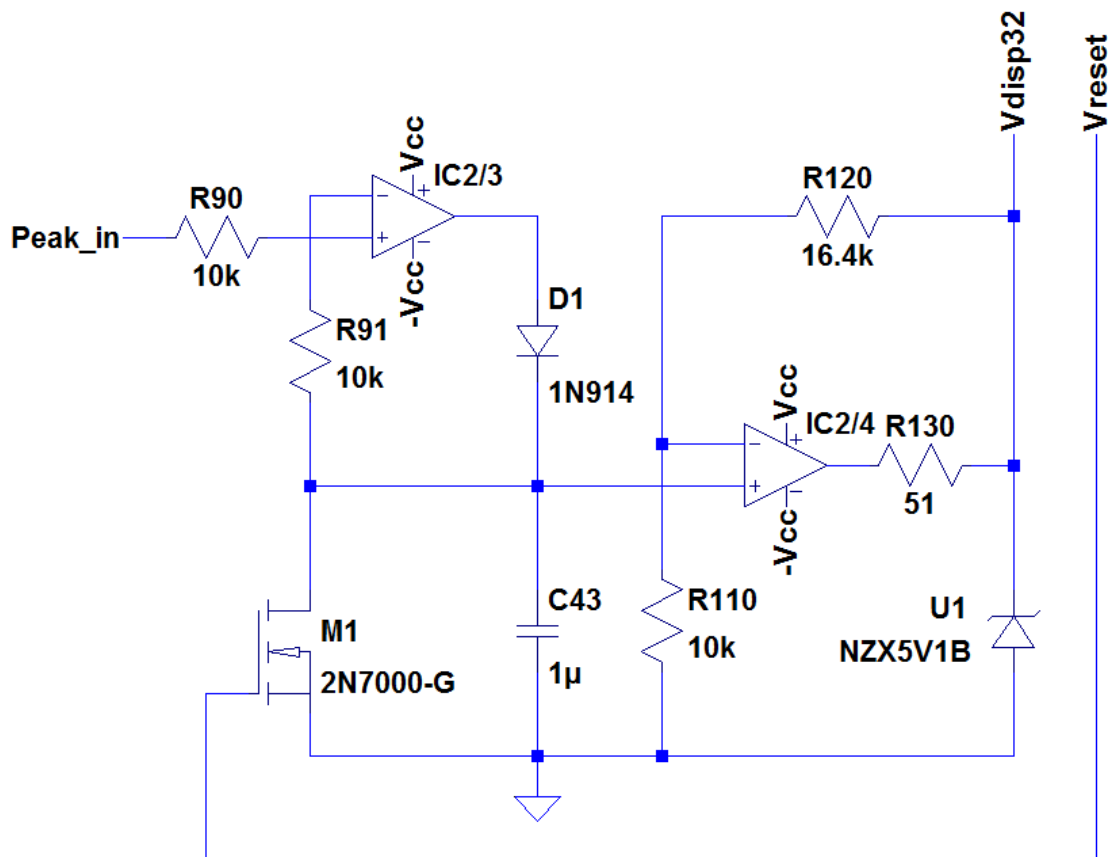 Vdisp32
Vreset
Vcc
IC2/3
R90
R120
Peak_in
10k
-Vcc
16.4k
D1
R91
10k
1N914
Vcc
IC2/4
R130
51
-Vcc
C43
R110
U1
M1
10k
NZX5V1B
1µ
2N7000-G